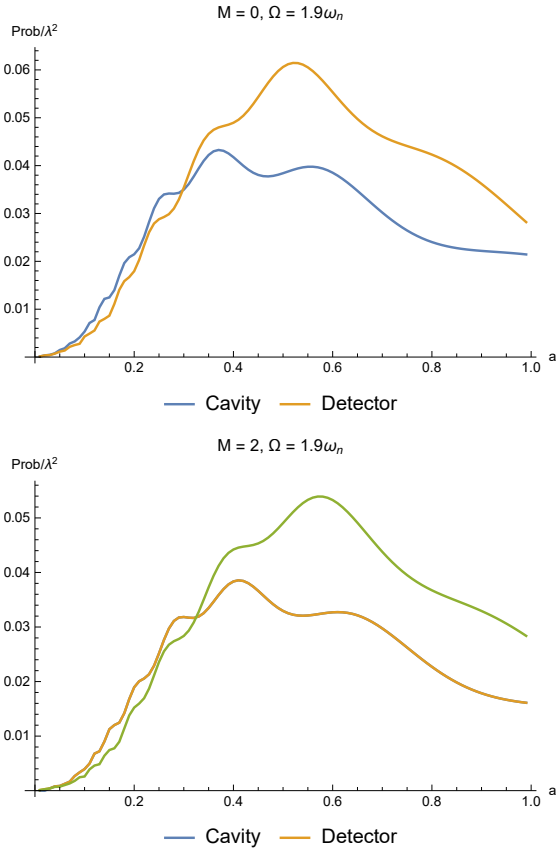 M = 0, Ω = 1.9ωₙ
Prob/λ²
0.06
0.05
0.04
0.03
0.02
0.01
0.2 0.4 0.6 0.8 1.0 a
Cavity Detector
M = 2, Ω = 1.9ωₙ
Prob/λ²
0.05
0.04
0.03
0.02
0.01
0.2 0.4 0.6 0.8 1.0 a
Cavity Detector